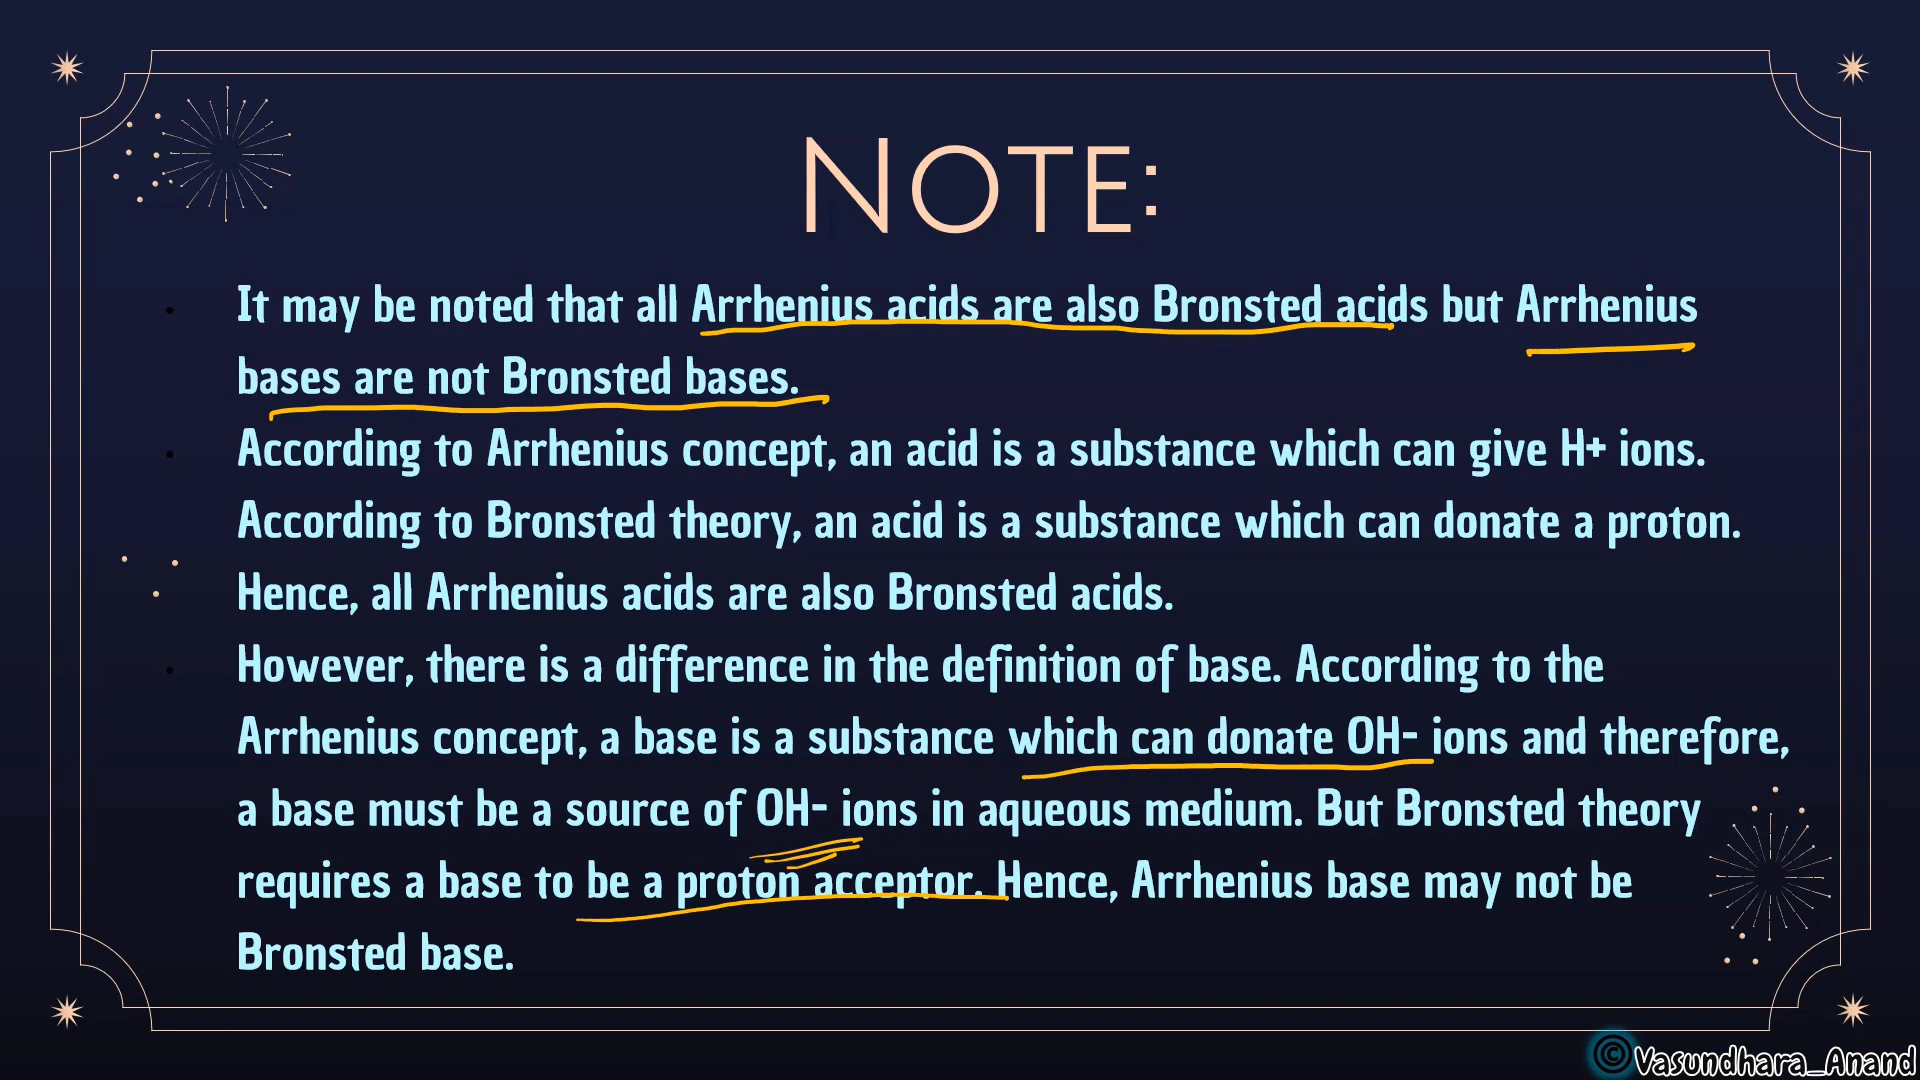 NOTE:
It may be noted that all Arrhenius acids are also Bronsted acids but Arrhenius
bases are not Bronsted bases.
According to Arrhenius concept, an acid is a substance which can give H+ ions.
According to Bronsted theory, an acid is a substance which can donate a proton.
Hence, all Arrhenius acids are also Bronsted acids.
However, there is a difference in the definition of base. According to the
Arrhenius concept, a base is a substance which can donate OH- ions and therefore,
a base must be a source of OH- ions in aqueous medium. But Bronsted theory
requires a base to be a proton acceptor. Hence, Arrhenius base may not be
Bronsted base.
© Vasundhara_Anand